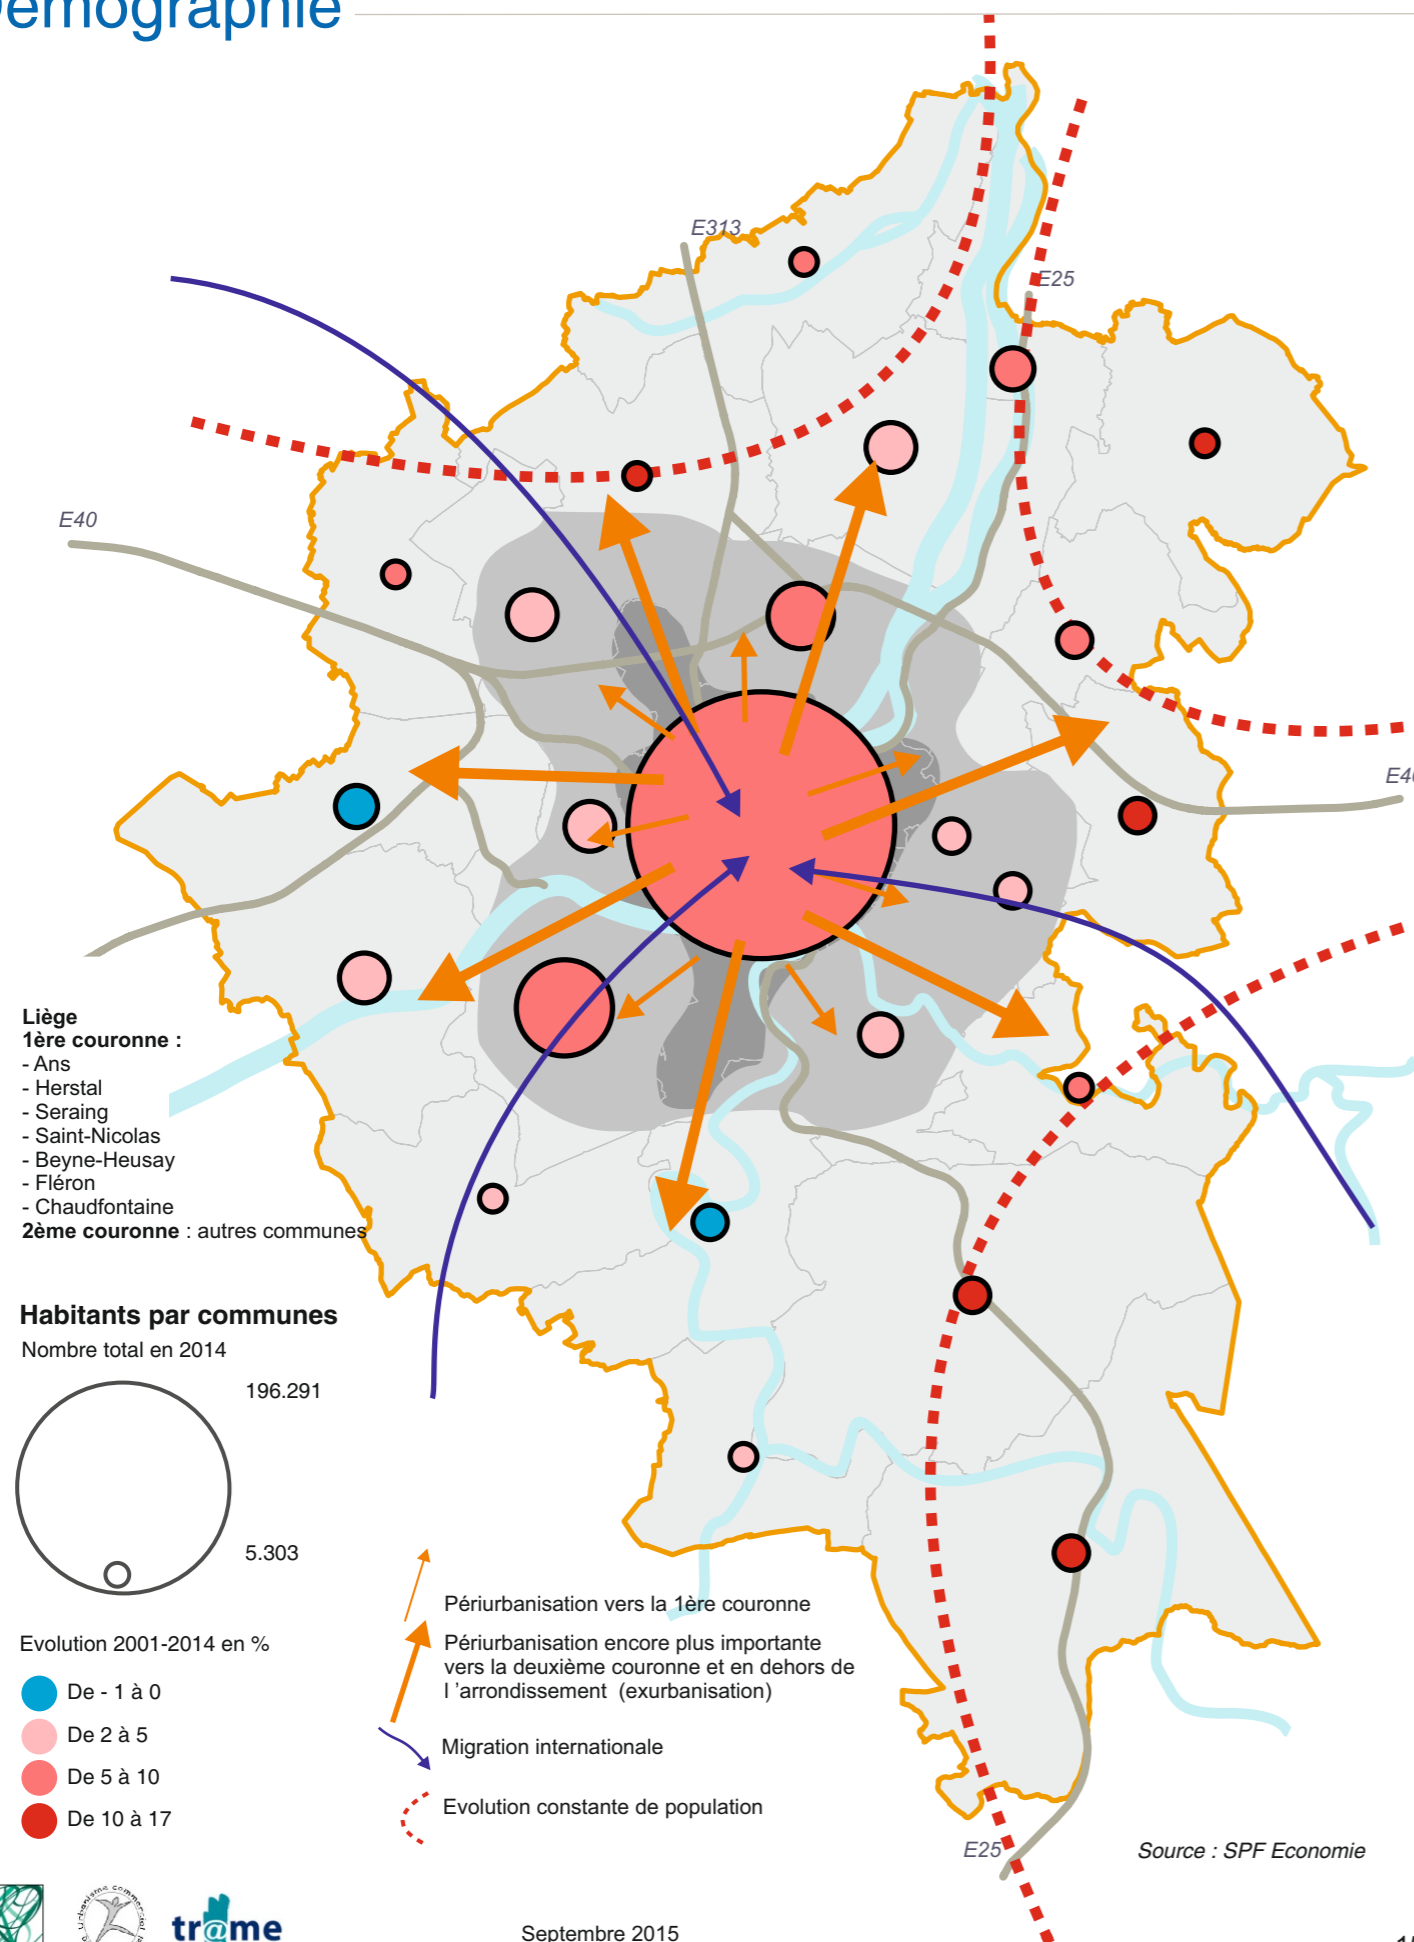 Démographie
E313
E25
E40
E40
Liège
1ère couronne :
- Ans
- Herstal
- Seraing
- Saint-Nicolas
- Beyne-Heusay
- Fléron
- Chaudfontaine
2ème couronne : autres communes
Habitants par communes
Nombre total en 2014
196.291
5.303
Evolution 2001-2014 en %
De - 1 à 0
De 2 à 5
De 5 à 10
De 10 à 17
Périurbanisation vers la 1ère couronne
Périurbanisation encore plus importante
vers la deuxième couronne et en dehors de
l 'arrondissement (exurbanisation)
Migration internationale
Evolution constante de population
E25
Source : SPF Economie
tr@me
Septembre 2015